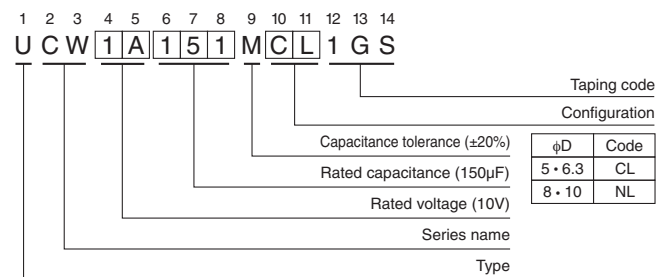 1 2 3 4 5 6 7 8 9 10 11 12 13 14
U C W 1 A 1 5 1 M C L 1 G S
Taping code
Configuration
Capacitance tolerance (±20%)
Rated capacitance (150µF)
Rated voltage (10V)
Series name
Type
ϕD Code
5 • 6.3 CL
8 • 10 NL